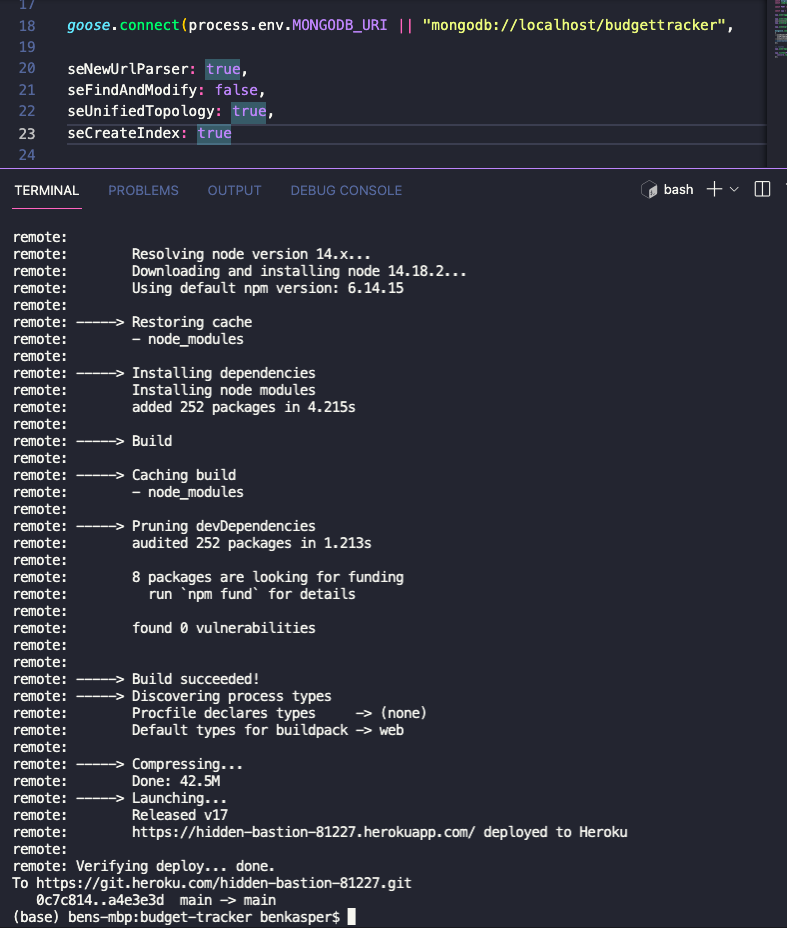 17
18 goose.connect(process.env.MONGODB_URI || "mongodb://localhost/budgettracker",
19
20 seNewUrlParser: true,
21 seFindAndModify: false,
22 seUnifiedTopology: true,
23 seCreateIndex: true
24
TERMINAL PROBLEMS OUTPUT DEBUG CONSOLE bash
remote:
remote:        Resolving node version 14.x...
remote:        Downloading and installing node 14.18.2...
remote:        Using default npm version: 6.14.15
remote:
remote: -----> Restoring cache
remote:        - node_modules
remote:
remote: -----> Installing dependencies
remote:        Installing node modules
remote:        added 252 packages in 4.215s
remote:
remote: -----> Build
remote:
remote: -----> Caching build
remote:        - node_modules
remote:
remote: -----> Pruning devDependencies
remote:        audited 252 packages in 1.213s
remote:
remote:        8 packages are looking for funding
remote:          run `npm fund` for details
remote:
remote:        found 0 vulnerabilities
remote:
remote:
remote: -----> Build succeeded!
remote: -----> Discovering process types
remote:        Procfile declares types     -> (none)
remote:        Default types for buildpack -> web
remote:
remote: -----> Compressing...
remote:        Done: 42.5M
remote: -----> Launching...
remote:        Released v17
remote:        https://hidden-bastion-81227.herokuapp.com/ deployed to Heroku
remote:
remote: Verifying deploy... done.
To https://git.heroku.com/hidden-bastion-81227.git
   0c7c814..a4e3e3d  main -> main
(base) bens-mbp:budget-tracker benkasper$